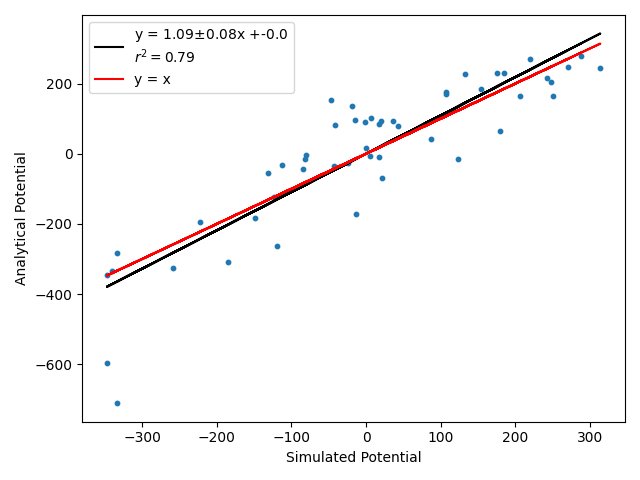 y = 1.09±0.08x +-0.0
r² = 0.79
y = x
200
0
−200
−400
−600
Analytical Potential
−300 −200 −100 0 100 200 300
Simulated Potential